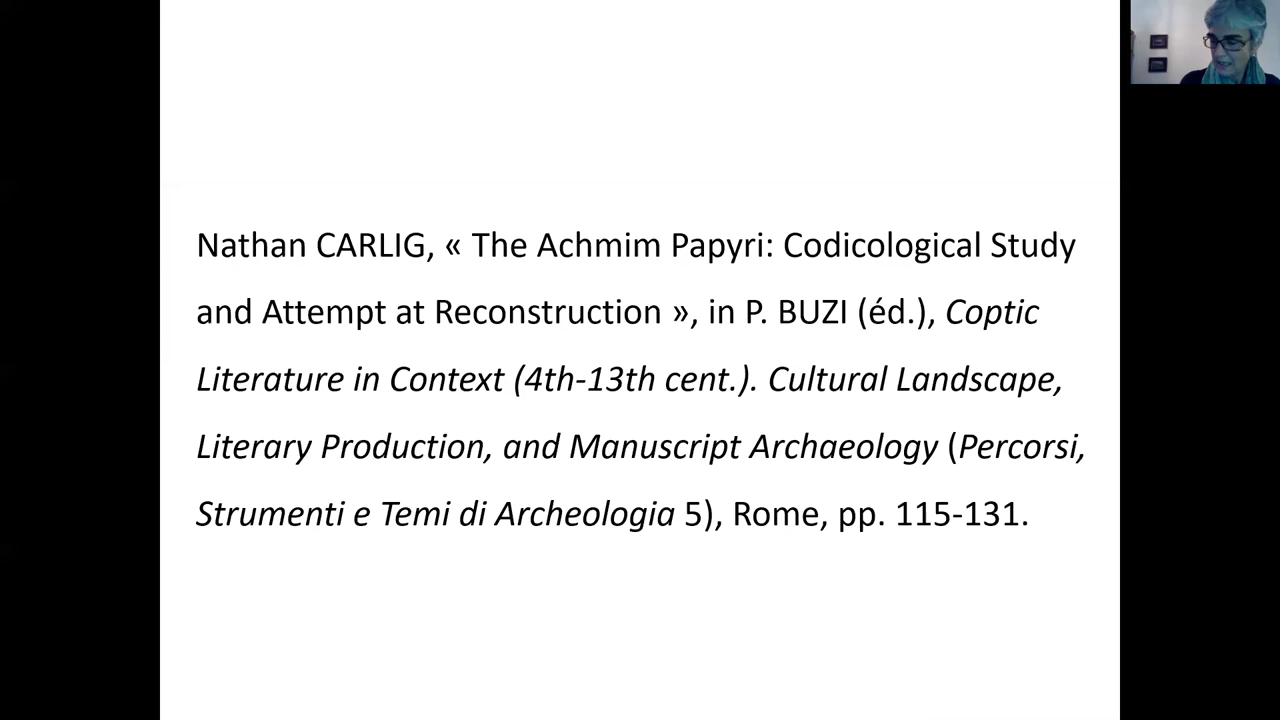 Nathan CARLIG, « The Achmim Papyri: Codicological Study
and Attempt at Reconstruction », in P. BUZI (éd.), Coptic
Literature in Context (4th-13th cent.). Cultural Landscape,
Literary Production, and Manuscript Archaeology (Percorsi,
Strumenti e Temi di Archeologia 5), Rome, pp. 115-131.